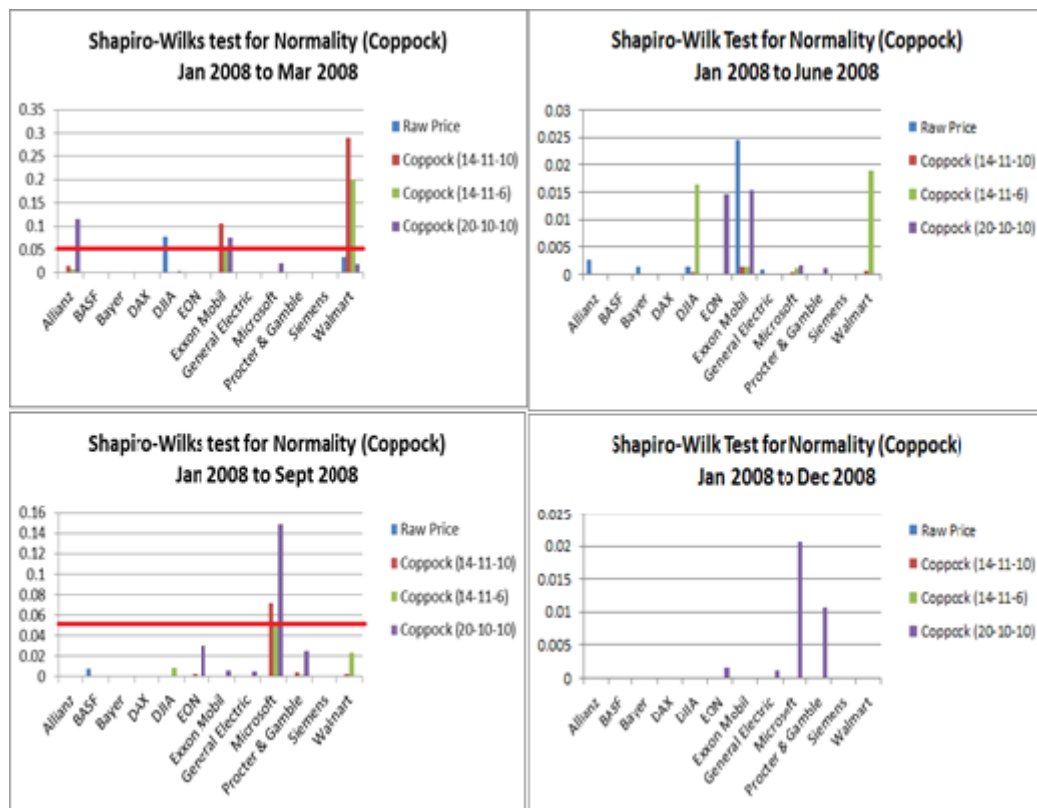 Shapiro-Wilks test for Normality (Coppock)
Jan 2008 to Mar 2008
0.35
0.3
0.25
0.2
0.15
0.1
0.05
0
Allianz
BASF
Bayer
DAX
DJIA
EON
Exxon Mobil
General Electric
Microsoft
Procter & Gamble
Siemens
Walmart
Raw Price
Coppock (14-11-10)
Coppock (14-11-6)
Coppock (20-10-10)
Shapiro-Wilk Test for Normality (Coppock)
Jan 2008 to June 2008
0.03
0.025
0.02
0.015
0.01
0.005
0
Allianz
BASF
Bayer
DAX
DJIA
EON
Exxon Mobil
General Electric
Microsoft
Procter & Gamble
Siemens
Walmart
Raw Price
Coppock (14-11-10)
Coppock (14-11-6)
Coppock (20-10-10)
Shapiro-Wilks test for Normality (Coppock)
Jan 2008 to Sept 2008
0.16
0.14
0.12
0.1
0.08
0.06
0.04
0.02
0
Allianz
BASF
Bayer
DAX
DJIA
EON
Exxon Mobil
General Electric
Microsoft
Procter & Gamble
Siemens
Walmart
Raw Price
Coppock (14-11-10)
Coppock (14-11-6)
Coppock (20-10-10)
Shapiro-Wilk Test for Normality (Coppock)
Jan 2008 to Dec 2008
0.025
0.02
0.015
0.01
0.005
0
Allianz
BASF
Bayer
DAX
DJIA
EON
Exxon Mobil
General Electric
Microsoft
Procter & Gamble
Siemens
Walmart
Raw Price
Coppock (14-11-10)
Coppock (14-11-6)
Coppock (20-10-10)